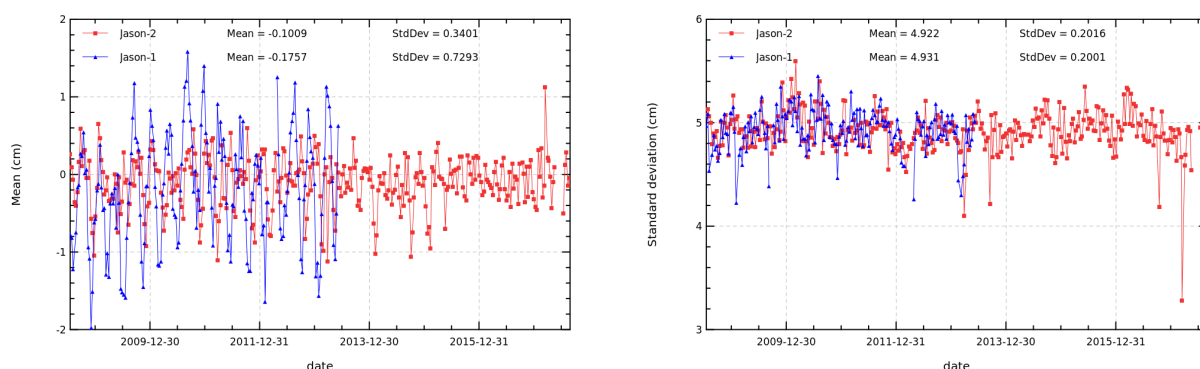 Jason-2 Mean = -0.1009 StdDev = 0.3401
Jason-1 Mean = -0.1757 StdDev = 0.7293
2
1
0
-1
-2
Mean (cm)
2009-12-30 2011-12-31 2013-12-30 2015-12-31
date
Jason-2 Mean = 4.922 StdDev = 0.2016
Jason-1 Mean = 4.931 StdDev = 0.2001
6
5
4
3
Standard deviation (cm)
2009-12-30 2011-12-31 2013-12-30 2015-12-31
date